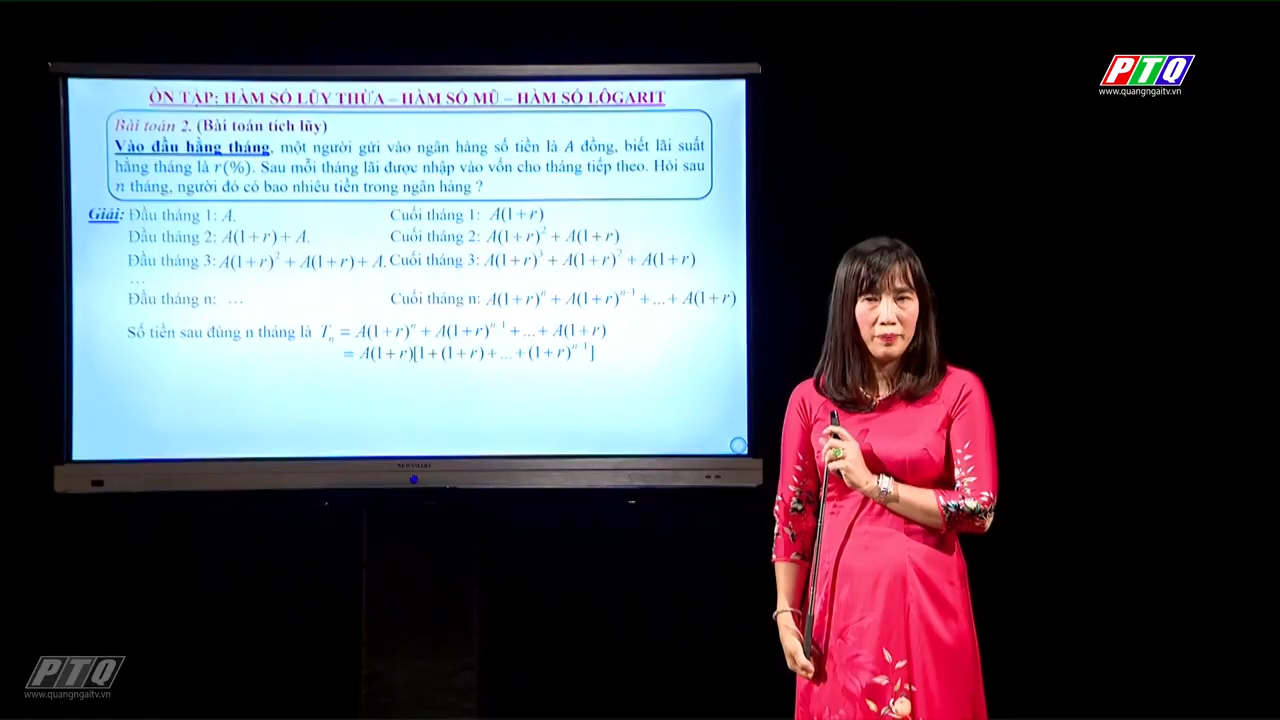 PTQ
www.quangngaitv.vn
ÔN TẬP: HÀM SỐ LŨY THỪA – HÀM SỐ MŨ – HÀM SỐ LÔGARIT
Bài toán 2. (Bài toán tích lũy)
Vào đầu hằng tháng, một người gửi vào ngân hàng số tiền là A đồng, biết lãi suất
hằng tháng là r(%). Sau mỗi tháng lãi được nhập vào vốn cho tháng tiếp theo. Hỏi sau
n tháng, người đó có bao nhiêu tiền trong ngân hàng ?
Giải: Đầu tháng 1: A. Cuối tháng 1: A(1+r)
Đầu tháng 2: A(1+r)+A. Cuối tháng 2: A(1+r)² + A(1+r)
Đầu tháng 3: A(1+r)² + A(1+r)+A. Cuối tháng 3: A(1+r)³ + A(1+r)² + A(1+r)
…
Đầu tháng n: … Cuối tháng n: A(1+r)ⁿ + A(1+r)ⁿ⁻¹ +...+ A(1+r)
Số tiền sau đúng n tháng là Tₙ = A(1+r)ⁿ + A(1+r)ⁿ⁻¹ +...+ A(1+r)
= A(1+r)[1+(1+r)+...+(1+r)ⁿ⁻¹]
NEWSMART
PTQ
www.quangngaitv.vn